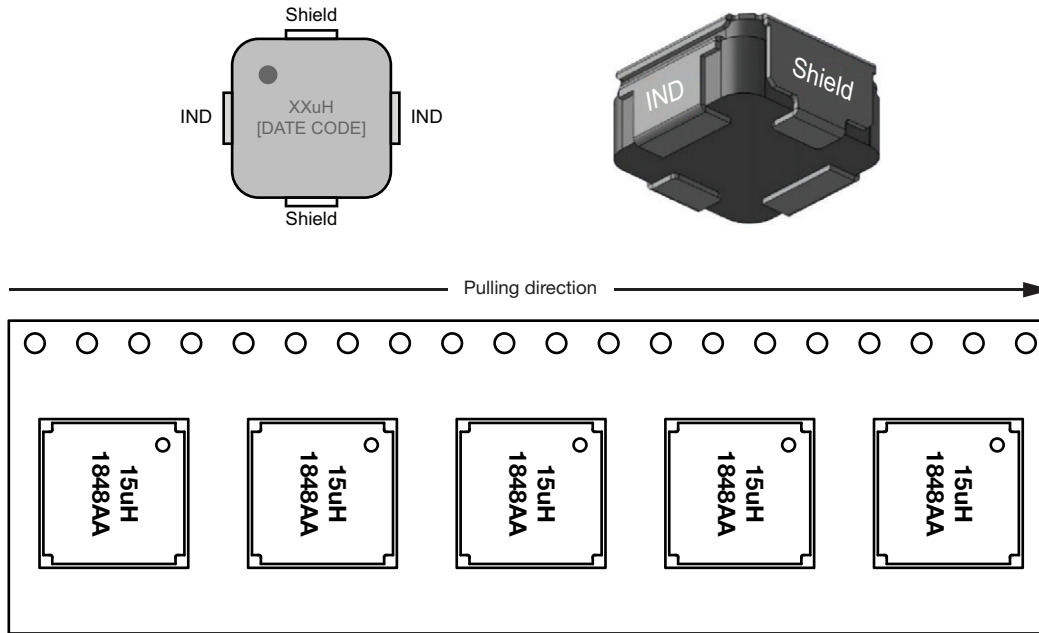 Shield
IND
XXuH
[DATE CODE]
IND
Shield
IND
Shield
Pulling direction
15uH
1848AA
15uH
1848AA
15uH
1848AA
15uH
1848AA
15uH
1848AA